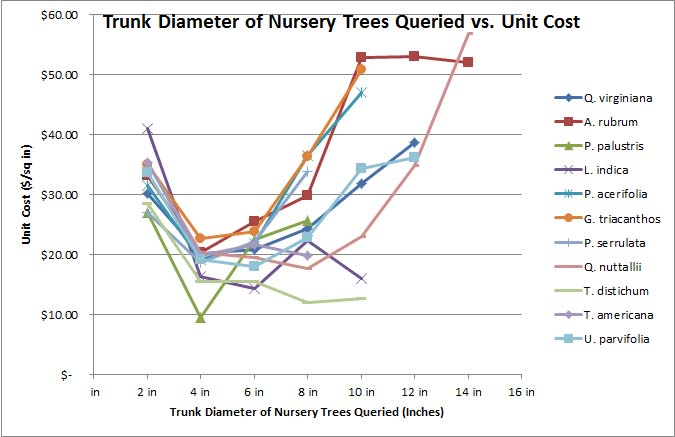 Trunk Diameter of Nursery Trees Queried vs. Unit Cost
$60.00
$50.00
$40.00
$30.00
$20.00
$10.00
$-
Unit Cost ($/sq in)
in 2 in 4 in 6 in 8 in 10 in 12 in 14 in 16 in
Trunk Diameter of Nursery Trees Queried (Inches)
Q. virginiana
A. rubrum
P. palustris
L. indica
P. acerifolia
G. triacanthos
P. serrulata
Q. nuttallii
T. distichum
T. americana
U. parvifolia